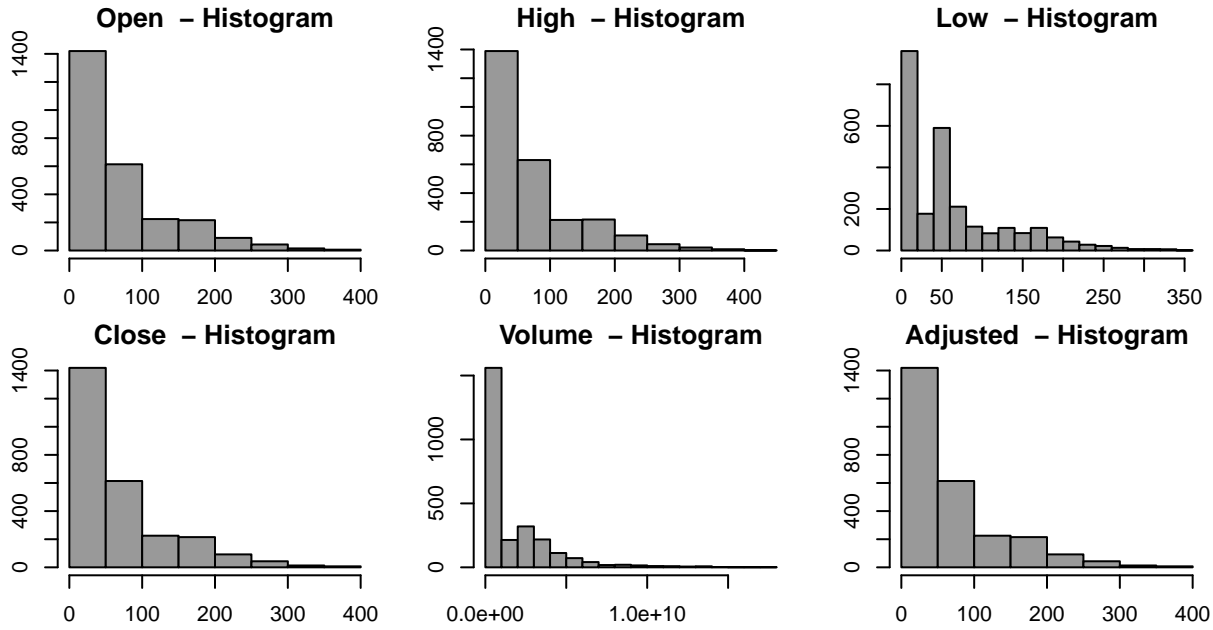 Open – Histogram
1400
800
400
0
0 100 200 300 400
High – Histogram
1400
800
400
0
0 100 200 300 400
Low – Histogram
600
200
0
0 50 150 250 350
Close – Histogram
1400
800
400
0
0 100 200 300 400
Volume – Histogram
1000
500
0
0.0e+00 1.0e+10
Adjusted – Histogram
1400
800
400
0
0 100 200 300 400